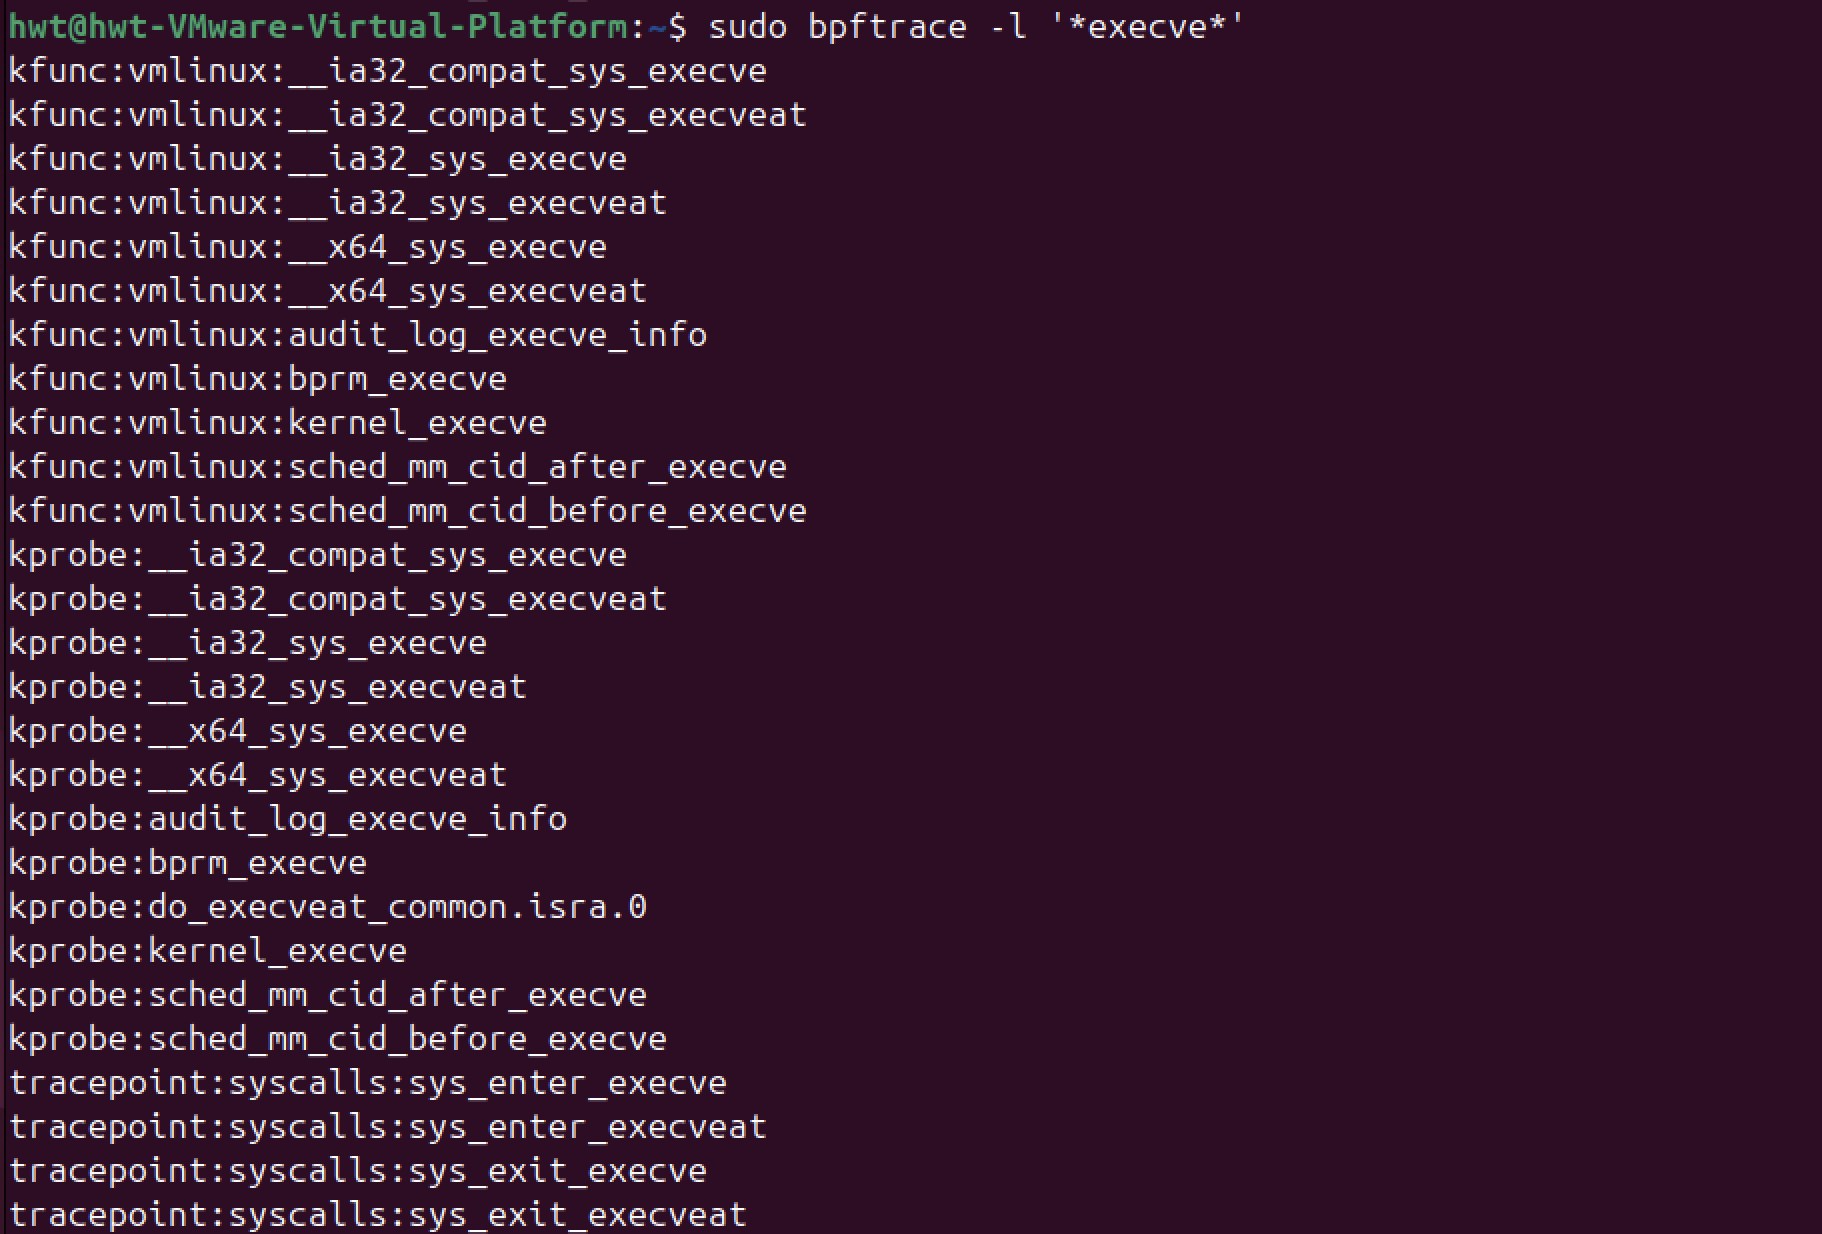 hwt@hwt-VMware-Virtual-Platform:~$ sudo bpftrace -l '*execve*'
kfunc:vmlinux:__ia32_compat_sys_execve
kfunc:vmlinux:__ia32_compat_sys_execveat
kfunc:vmlinux:__ia32_sys_execve
kfunc:vmlinux:__ia32_sys_execveat
kfunc:vmlinux:__x64_sys_execve
kfunc:vmlinux:__x64_sys_execveat
kfunc:vmlinux:audit_log_execve_info
kfunc:vmlinux:bprm_execve
kfunc:vmlinux:kernel_execve
kfunc:vmlinux:sched_mm_cid_after_execve
kfunc:vmlinux:sched_mm_cid_before_execve
kprobe:__ia32_compat_sys_execve
kprobe:__ia32_compat_sys_execveat
kprobe:__ia32_sys_execve
kprobe:__ia32_sys_execveat
kprobe:__x64_sys_execve
kprobe:__x64_sys_execveat
kprobe:audit_log_execve_info
kprobe:bprm_execve
kprobe:do_execveat_common.isra.0
kprobe:kernel_execve
kprobe:sched_mm_cid_after_execve
kprobe:sched_mm_cid_before_execve
tracepoint:syscalls:sys_enter_execve
tracepoint:syscalls:sys_enter_execveat
tracepoint:syscalls:sys_exit_execve
tracepoint:syscalls:sys_exit_execveat